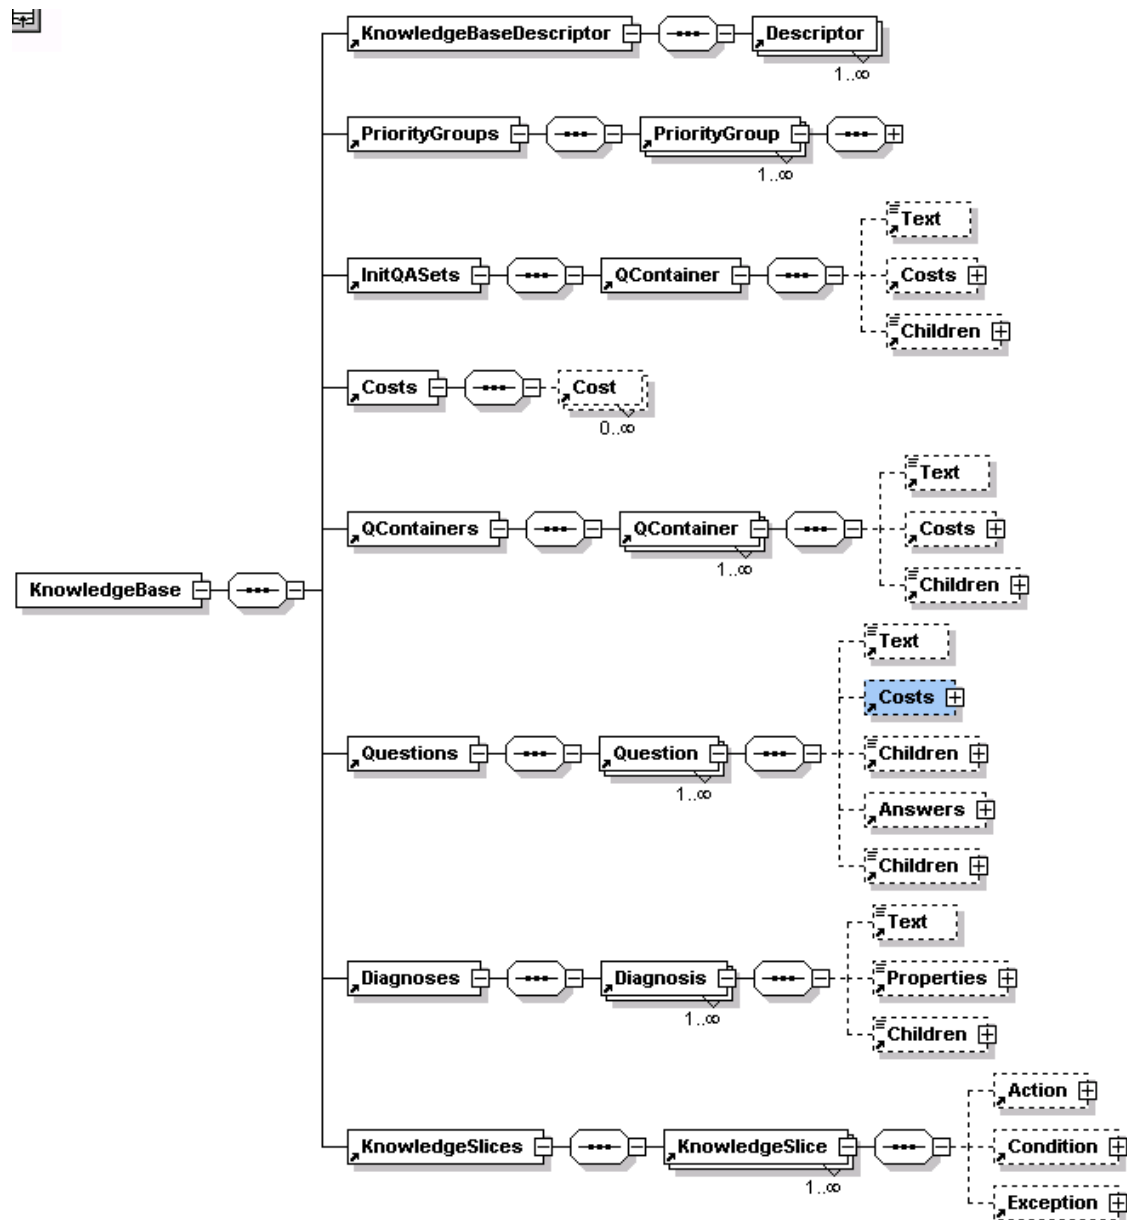 KnowledgeBaseDescriptor
Descriptor
1..∞
PriorityGroups
PriorityGroup
1..∞
Text
InitQASets
QContainer
Costs
Children
Costs
Cost
0..∞
Text
QContainers
QContainer
Costs
1..∞
Children
KnowledgeBase
Text
Costs
Questions
Question
Children
1..∞
Answers
Children
Text
Diagnoses
Diagnosis
Properties
1..∞
Children
Action
KnowledgeSlices
KnowledgeSlice
Condition
1..∞
Exception